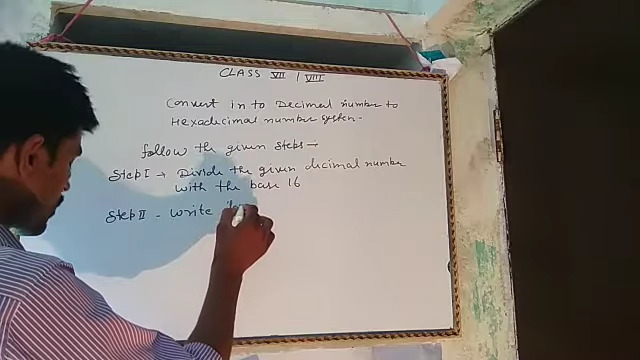 CLASS VII / VIII
Convert in to Decimal number to
Hexadecimal number system-
follow the given steps →
Step I → Divide the given decimal number
with the base 16
Step II - write